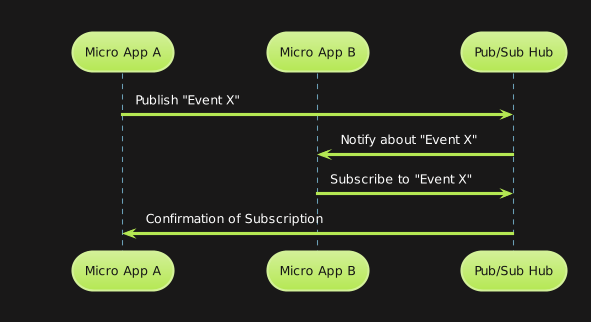 Micro App A
Micro App B
Pub/Sub Hub
Publish "Event X"
Notify about "Event X"
Subscribe to "Event X"
Confirmation of Subscription
Micro App A
Micro App B
Pub/Sub Hub